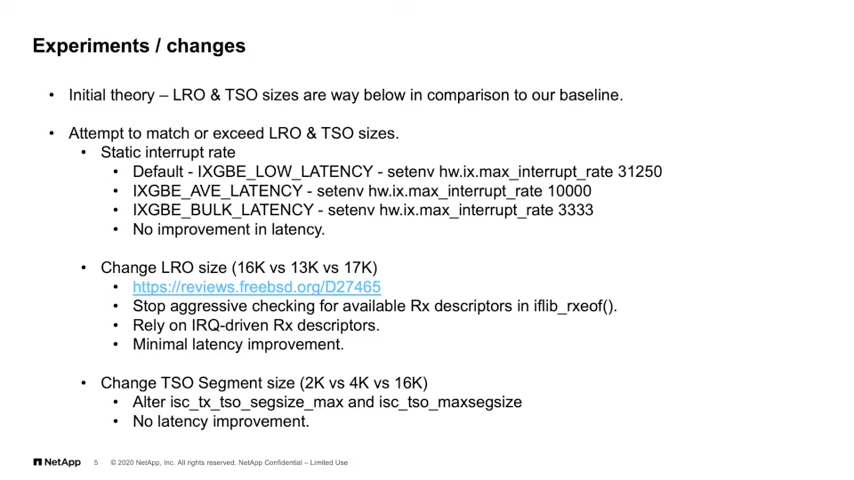 Experiments / changes
• Initial theory – LRO & TSO sizes are way below in comparison to our baseline.
• Attempt to match or exceed LRO & TSO sizes.
• Static interrupt rate
• Default - IXGBE_LOW_LATENCY - setenv hw.ix.max_interrupt_rate 31250
• IXGBE_AVE_LATENCY - setenv hw.ix.max_interrupt_rate 10000
• IXGBE_BULK_LATENCY - setenv hw.ix.max_interrupt_rate 3333
• No improvement in latency.
• Change LRO size (16K vs 13K vs 17K)
• https://reviews.freebsd.org/D27465
• Stop aggressive checking for available Rx descriptors in iflib_rxeof().
• Rely on IRQ-driven Rx descriptors.
• Minimal latency improvement.
• Change TSO Segment size (2K vs 4K vs 16K)
• Alter isc_tx_tso_segsize_max and isc_tso_maxsegsize
• No latency improvement.
NetApp 5 © 2020 NetApp, Inc. All rights reserved. NetApp Confidential – Limited Use